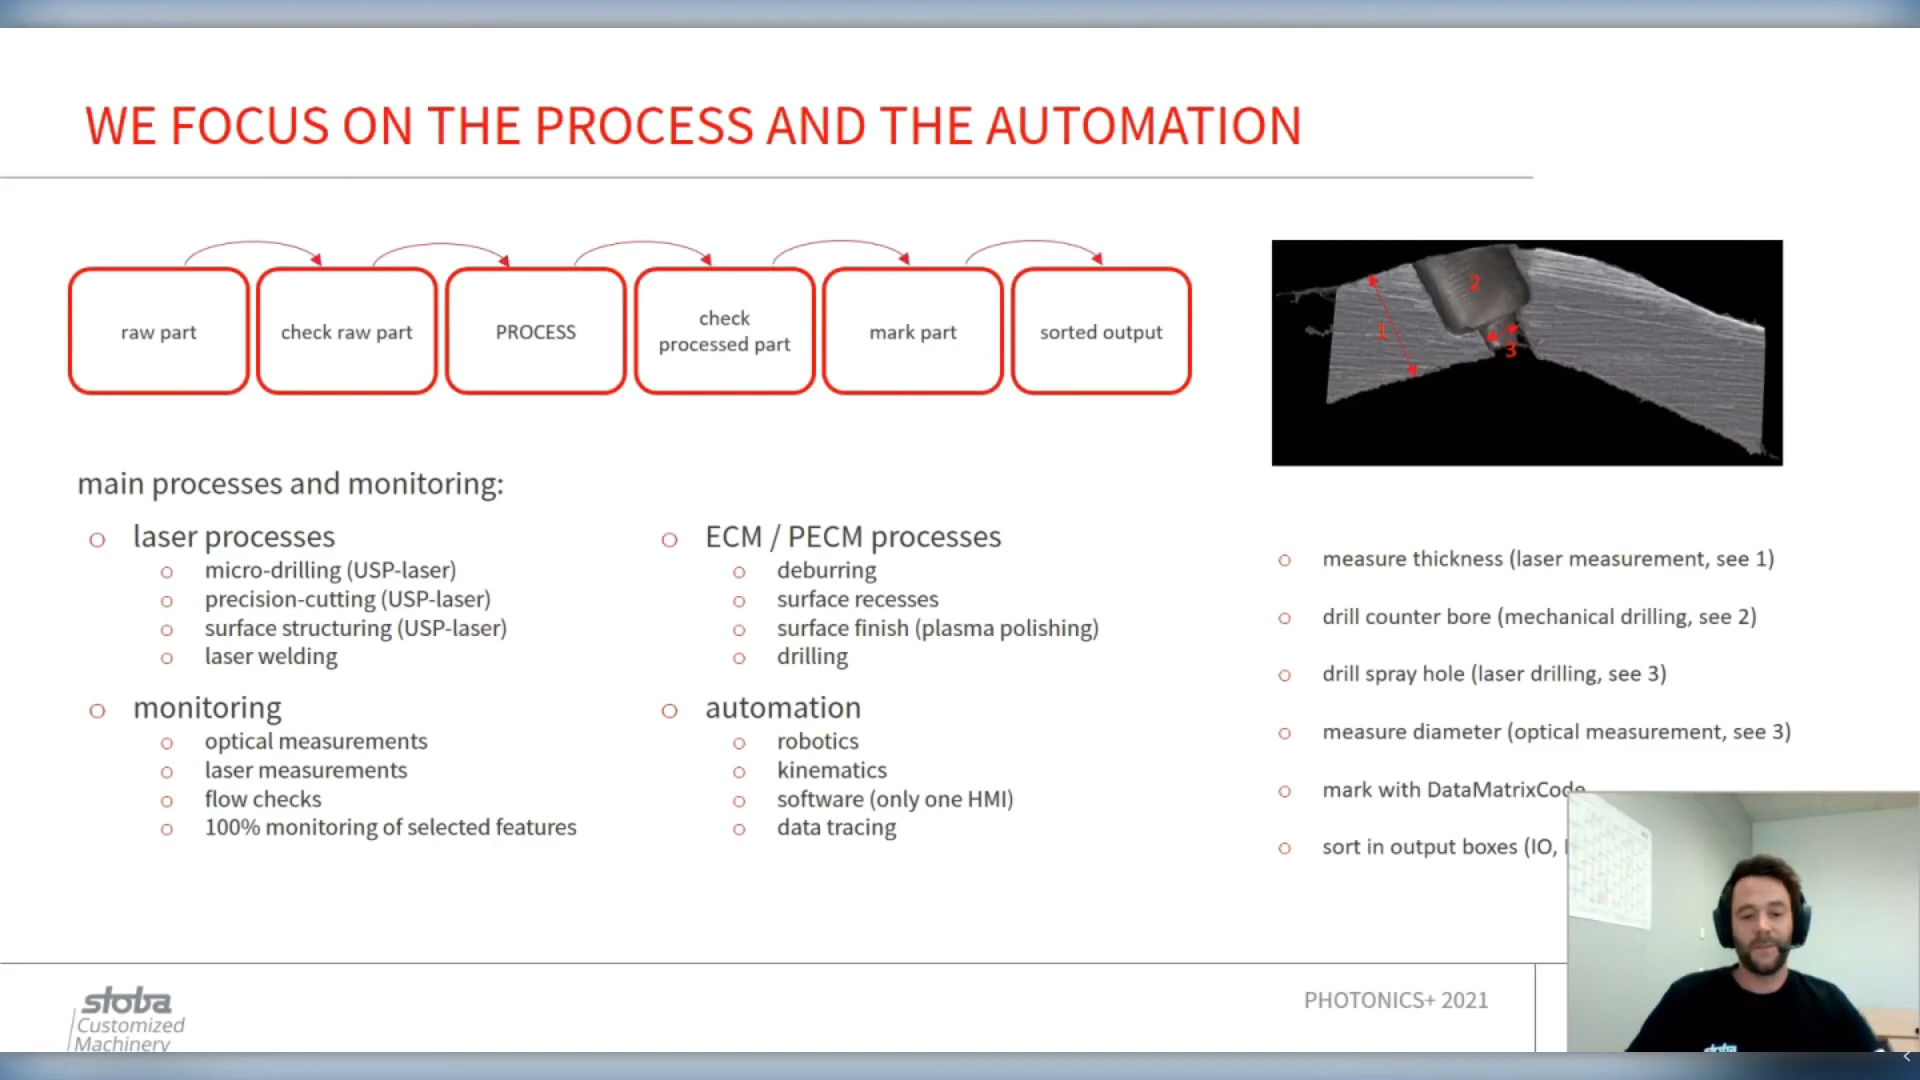 WE FOCUS ON THE PROCESS AND THE AUTOMATION
raw part
check raw part
PROCESS
check
processed part
mark part
sorted output
2
1
3
main processes and monitoring:
laser processes
micro-drilling (USP-laser)
precision-cutting (USP-laser)
surface structuring (USP-laser)
laser welding
monitoring
optical measurements
laser measurements
flow checks
100% monitoring of selected features
ECM / PECM processes
deburring
surface recesses
surface finish (plasma polishing)
drilling
automation
robotics
kinematics
software (only one HMI)
data tracing
measure thickness (laser measurement, see 1)
drill counter bore (mechanical drilling, see 2)
drill spray hole (laser drilling, see 3)
measure diameter (optical measurement, see 3)
mark with DataMatrixCode
sort in output boxes (IO,
stoba
Customized
Machinery
PHOTONICS+ 2021
stoba